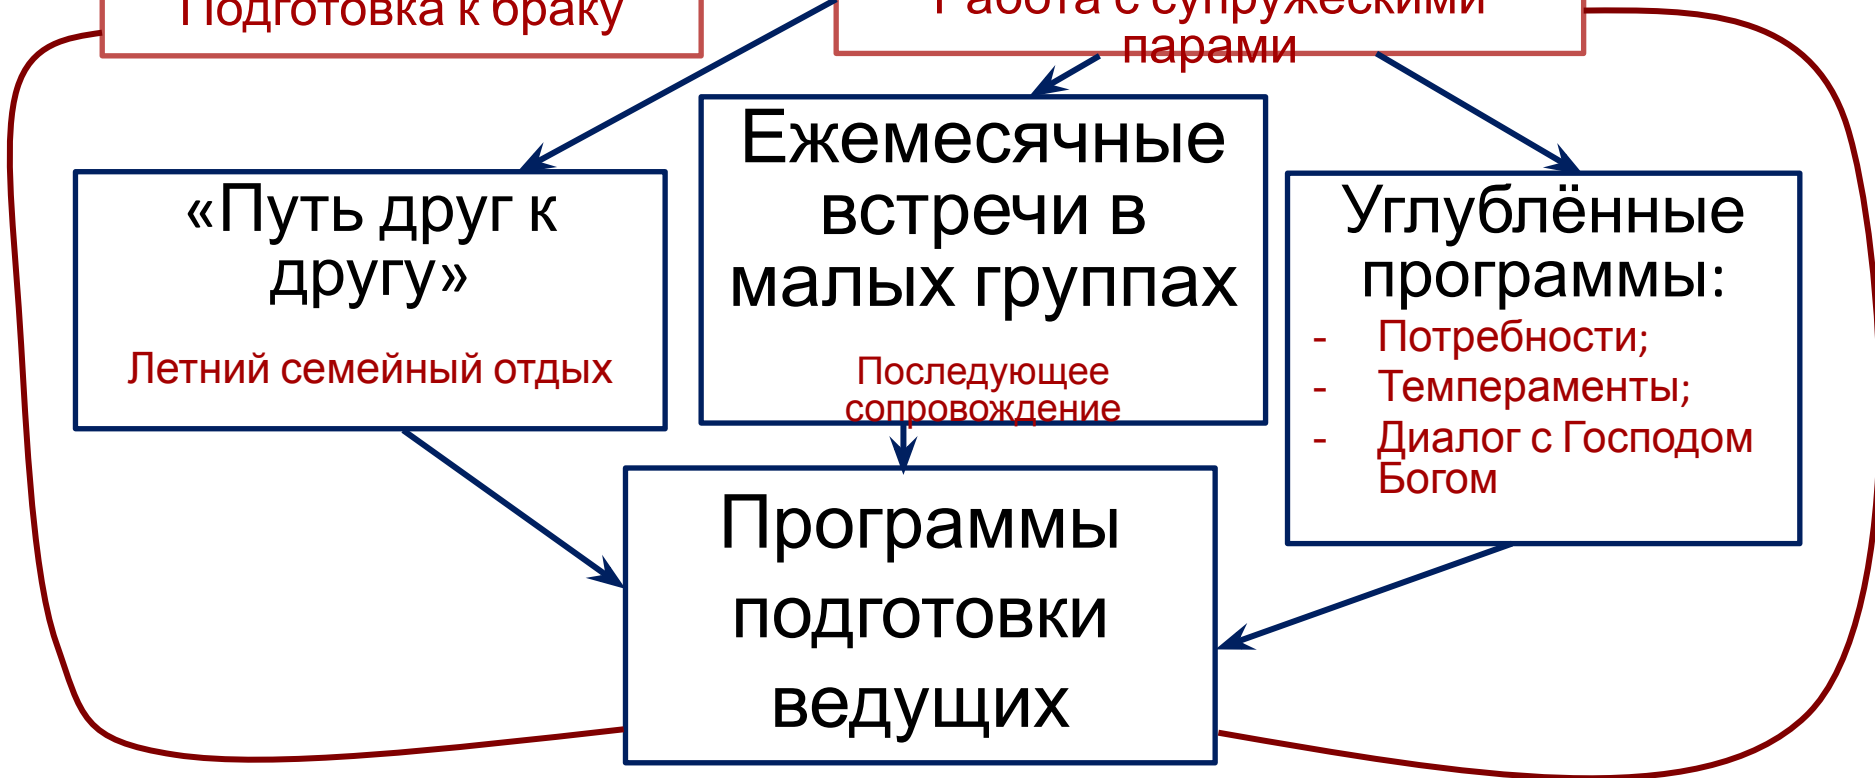 Подготовка к браку
Работа с супружескими
парами
«Путь друг к
другу»
Летний семейный отдых
Ежемесячные
встречи в
малых группах
Последующее
сопровождение
Углублённые
программы:
- Потребности;
- Темпераменты;
- Диалог с Господом
Богом
Программы
подготовки
ведущих